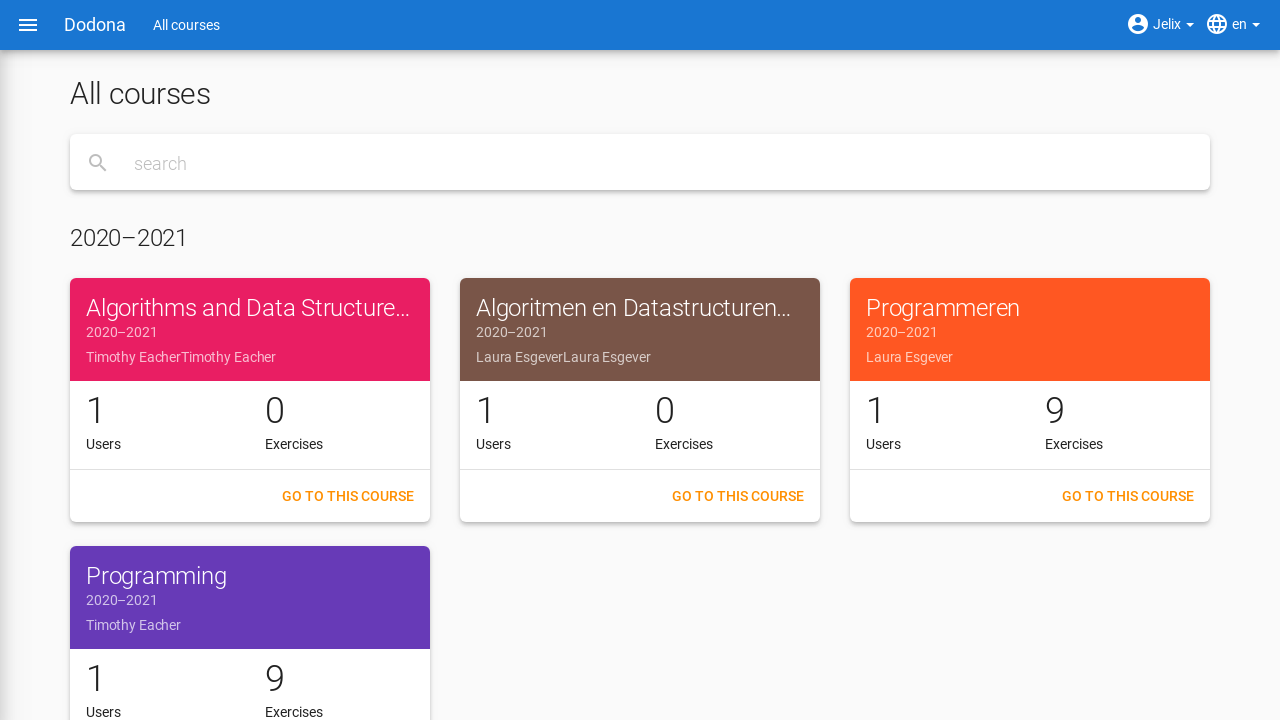 Dodona
All courses
Jelix
en
All courses
search
2020–2021
Algorithms and Data Structure...
2020–2021
Timothy EacherTimothy Eacher
1
Users
0
Exercises
GO TO THIS COURSE
Algoritmen en Datastructuren...
2020–2021
Laura EsgeverLaura Esgever
1
Users
0
Exercises
GO TO THIS COURSE
Programmeren
2020–2021
Laura Esgever
1
Users
9
Exercises
GO TO THIS COURSE
Programming
2020–2021
Timothy Eacher
1
Users
9
Exercises